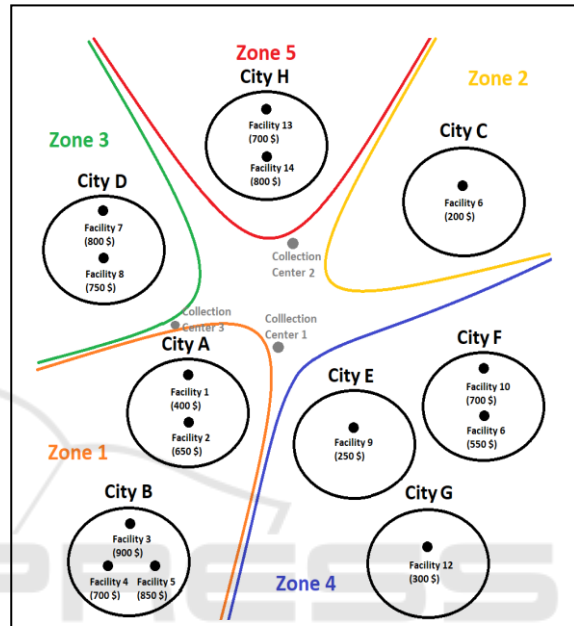 Zone 5
City H
Facility 13
(700 $)
Facility 14
(800 $)
Zone 2
City C
Facility 6
(200 $)
Zone 3
City D
Facility 7
(800 $)
Facility 8
(750 $)
Collection
Center 2
Collection
Center 3
Colllection
Center 1
City A
Facility 1
(400 $)
Facility 2
(650 $)
City E
Facility 9
(250 $)
City F
Facility 10
(700 $)
Facility 6
(550 $)
Zone 1
City B
Facility 3
(900 $)
Facility 4
(700 $)
Facility 5
(850 $)
City G
Facility 12
(300 $)
Zone 4
PRESS